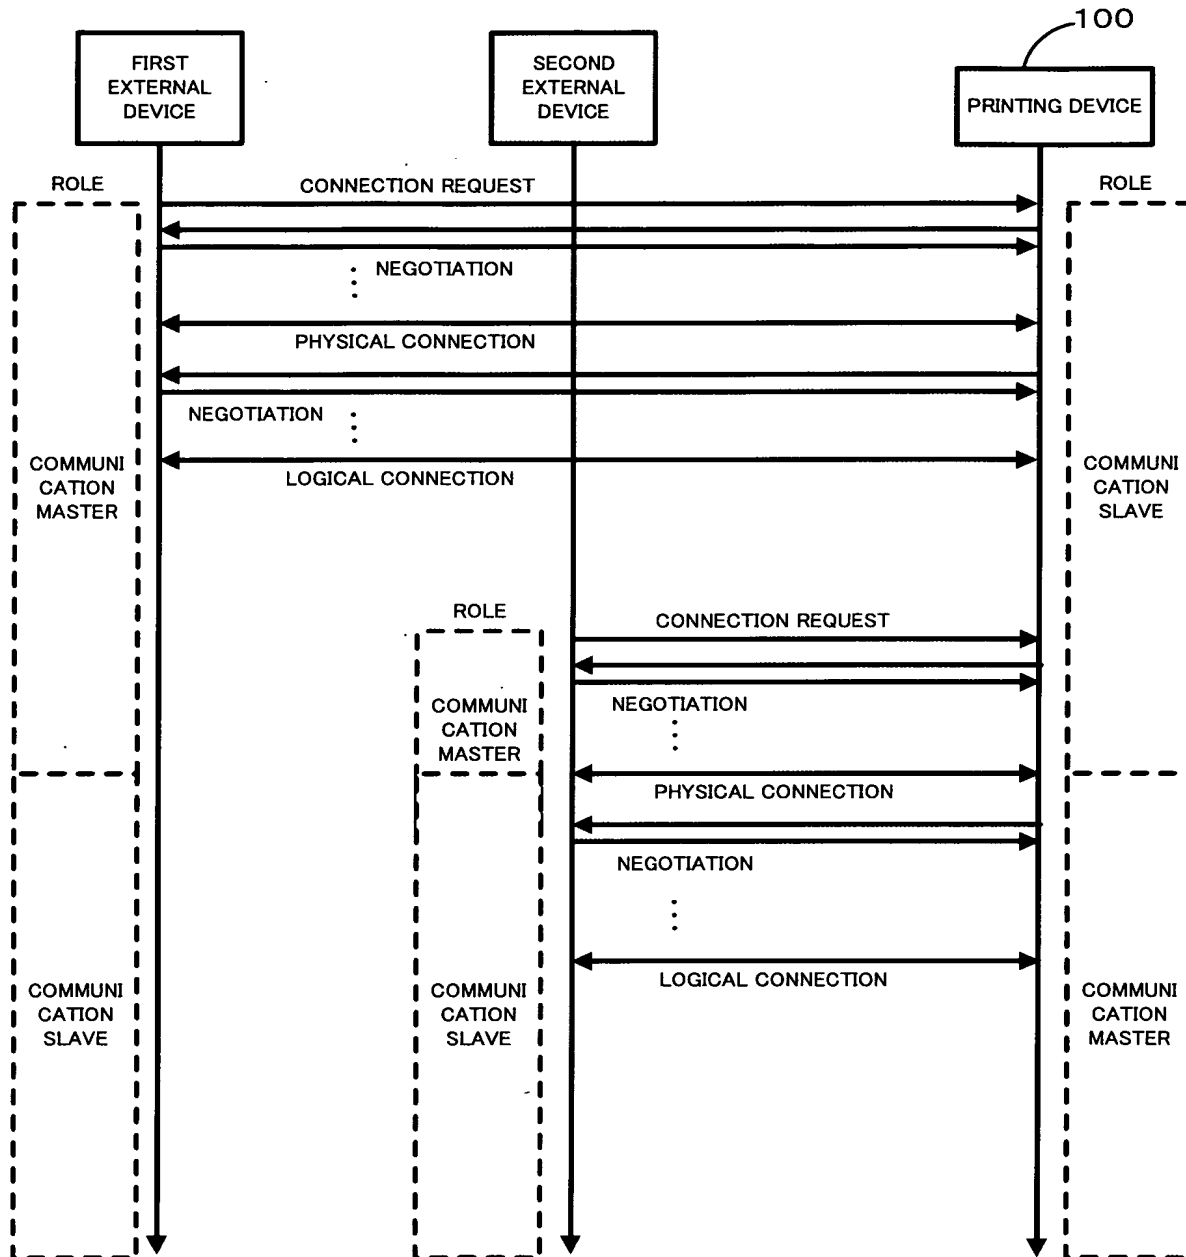 100
FIRST
EXTERNAL
DEVICE
SECOND
EXTERNAL
DEVICE
PRINTING DEVICE
ROLE
CONNECTION REQUEST
ROLE
NEGOTIATION
PHYSICAL CONNECTION
NEGOTIATION
COMMUNI
CATION
MASTER
LOGICAL CONNECTION
COMMUNI
CATION
SLAVE
ROLE
CONNECTION REQUEST
COMMUNI
CATION
MASTER
NEGOTIATION
PHYSICAL CONNECTION
NEGOTIATION
LOGICAL CONNECTION
COMMUNI
CATION
SLAVE
COMMUNI
CATION
SLAVE
COMMUNI
CATION
MASTER